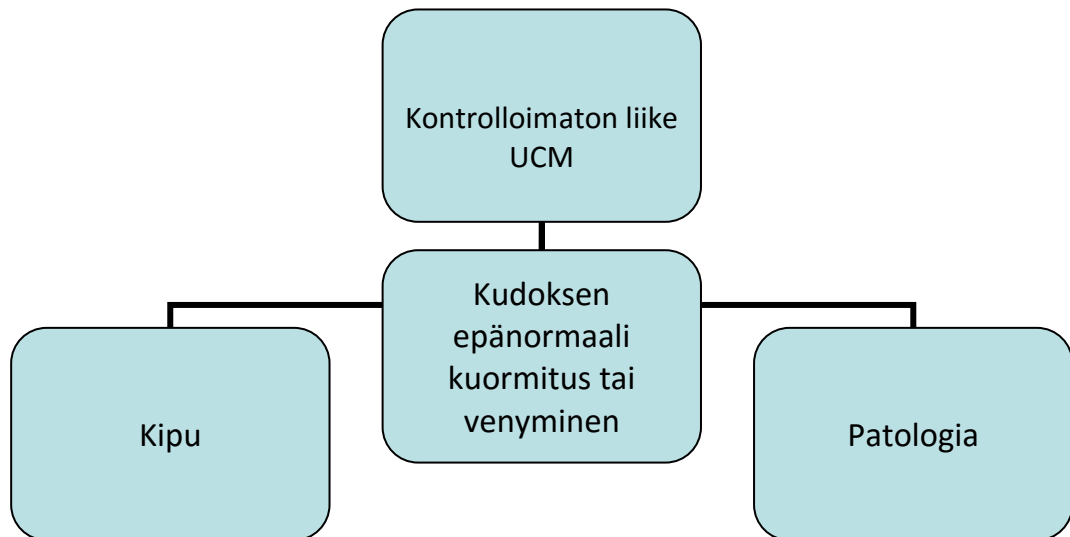 Kontrolloimaton liike
UCM
Kudoksen
epänormaali
kuormitus tai
venyminen
Kipu
Patologia